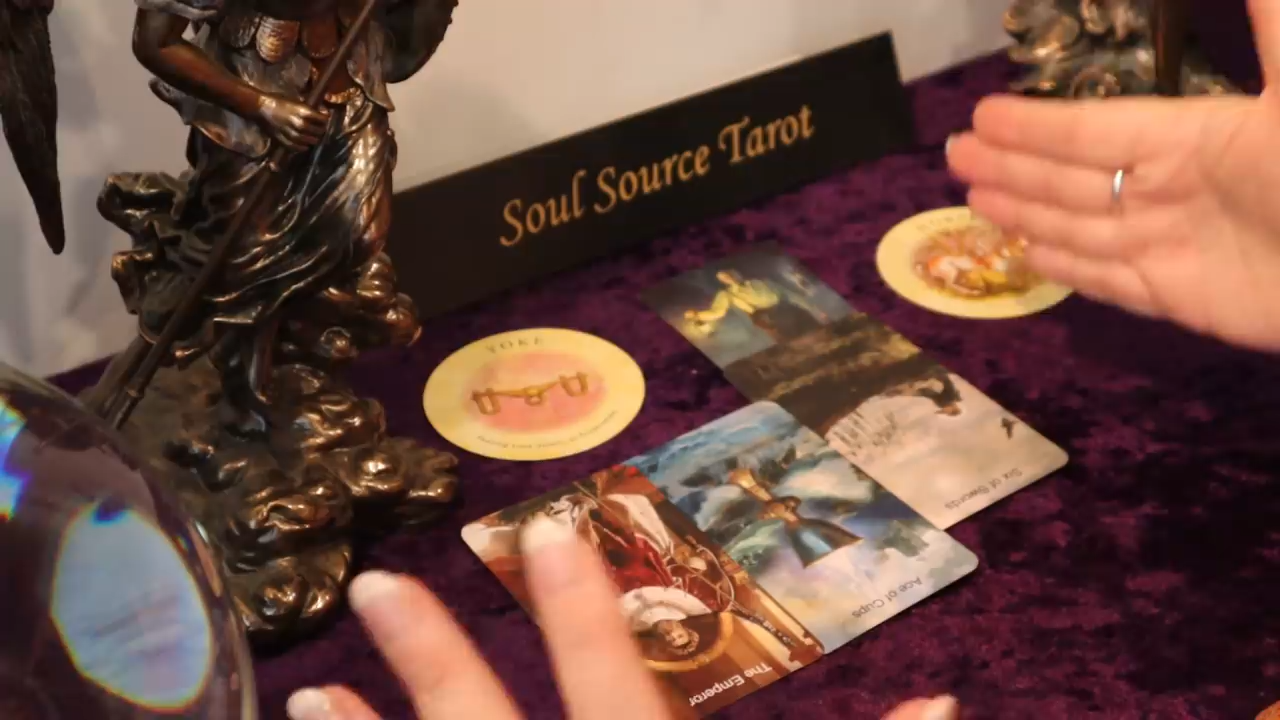 Soul Source Tarot
YOKE
Six of Swords
Ace of Cups
The Emperor